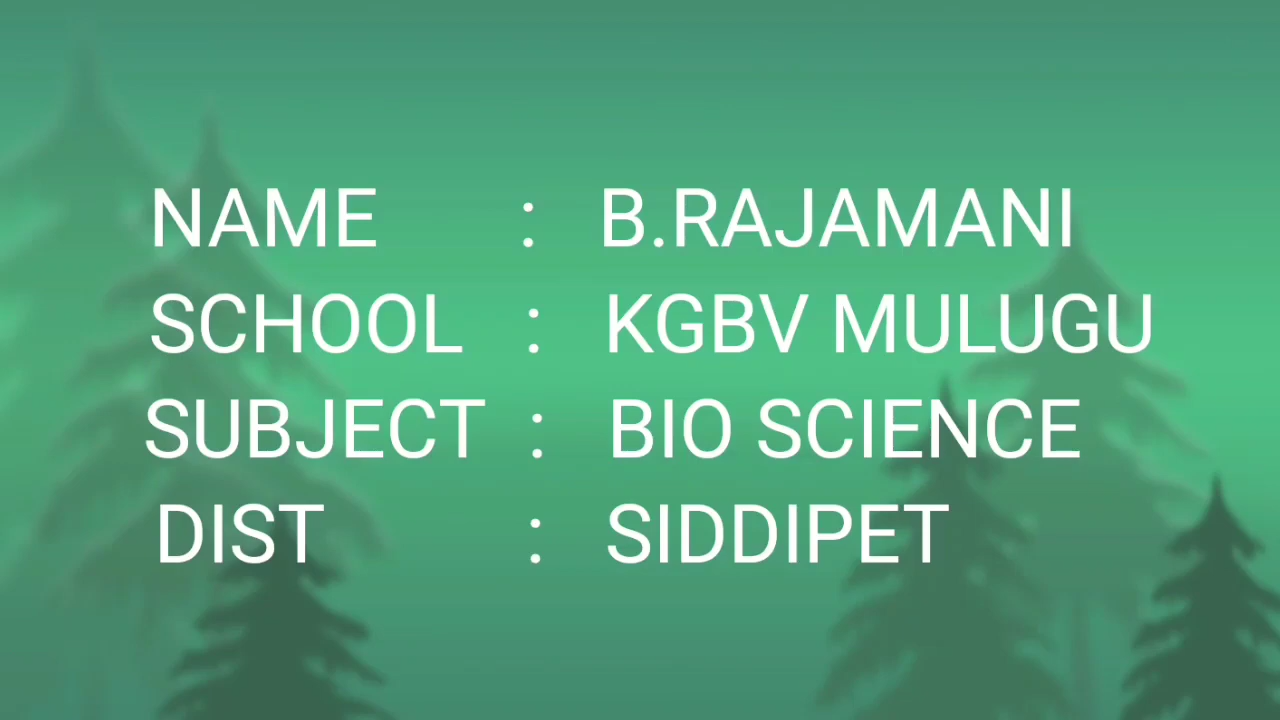 NAME : B.RAJAMANI
SCHOOL : KGBV MULUGU
SUBJECT : BIO SCIENCE
DIST : SIDDIPET